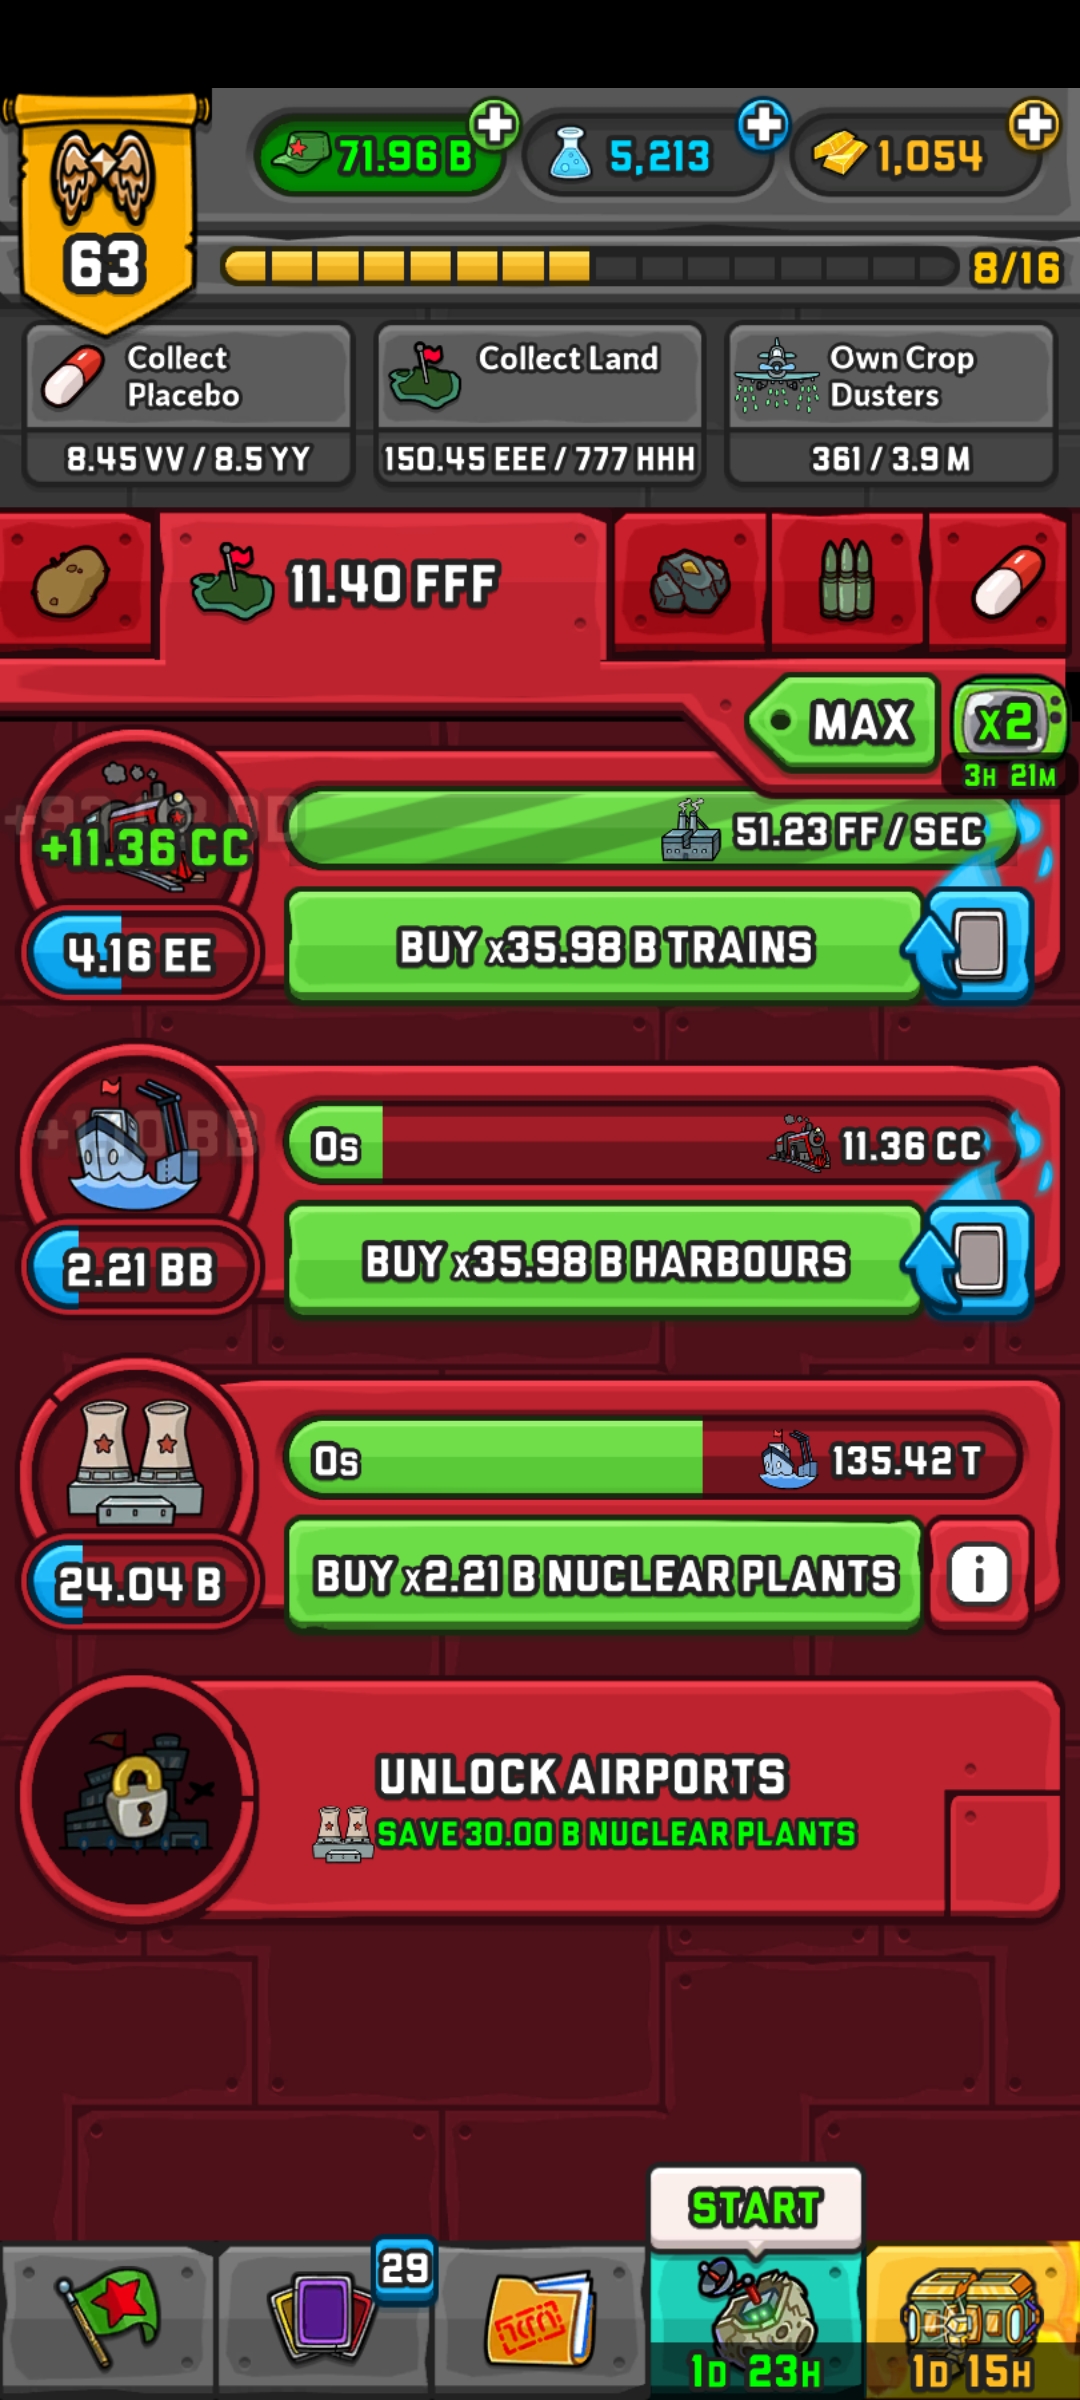 71.96 B
5,213
1,054
63
8/16
Collect
Placebo
8.45 VV / 8.5 YY
Collect Land
150.45 EEE / 777 HHH
Own Crop
Dusters
361 / 3.9 M
11.40 FFF
MAX
x2
3H 21M
+11.36 CC
51.23 FF / SEC
4.16 EE
BUY x35.98 B TRAINS
0s
11.36 CC
2.21 BB
BUY x35.98 B HARBOURS
0s
135.42 T
24.04 B
BUY x2.21 B NUCLEAR PLANTS
i
UNLOCK AIRPORTS
SAVE 30.00 B NUCLEAR PLANTS
START
29
1D 23H
1D 15H